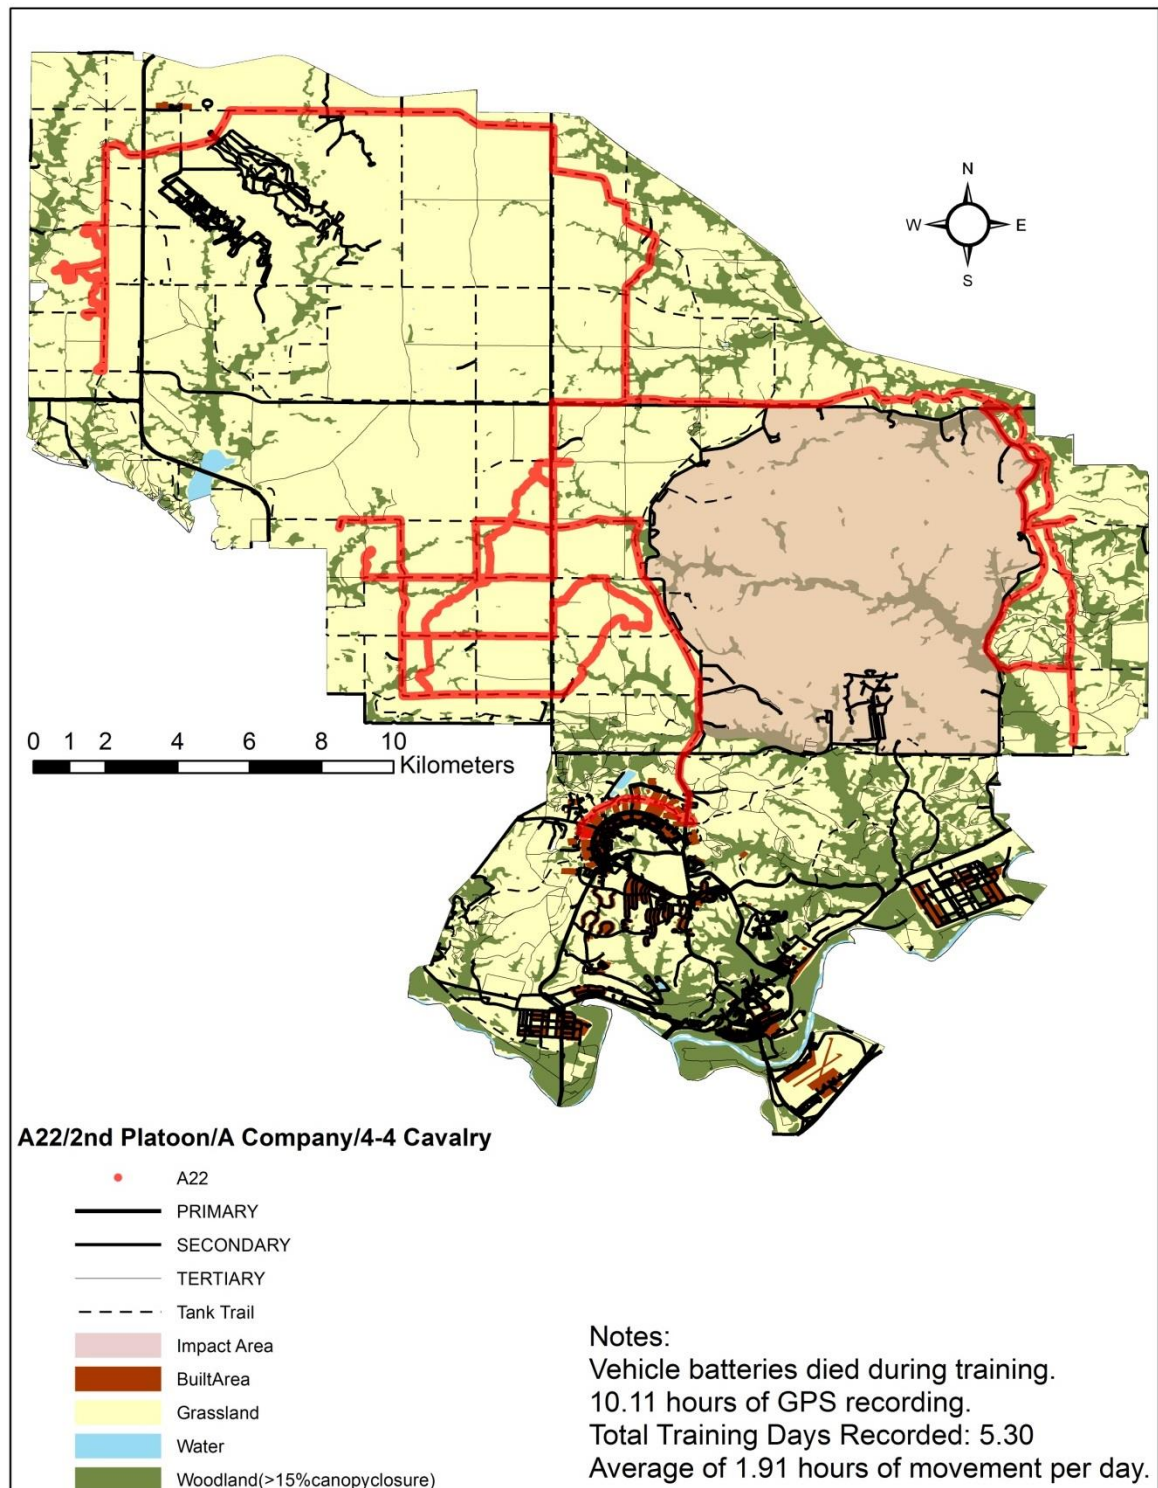 N
W E
S
0 1 2 4 6 8 10
Kilometers
A22/2nd Platoon/A Company/4-4 Cavalry
A22
PRIMARY
SECONDARY
TERTIARY
Tank Trail
Impact Area
BuiltArea
Grassland
Water
Woodland(>15%canopyclosure)
Notes:
Vehicle batteries died during training.
10.11 hours of GPS recording.
Total Training Days Recorded: 5.30
Average of 1.91 hours of movement per day.